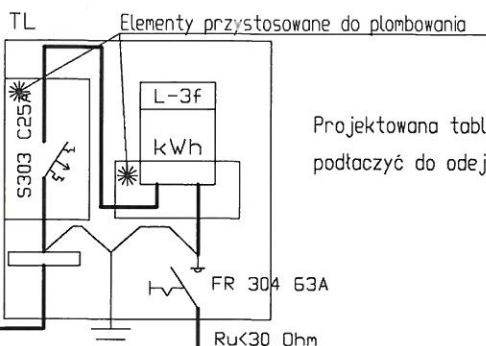 TL
Elementy przystosowane do plombowania
S303 C25A
L-3f
kWh
Projektowana tabl
podłaczyć do odej
FR 304 63A
Ru<30 Ohm